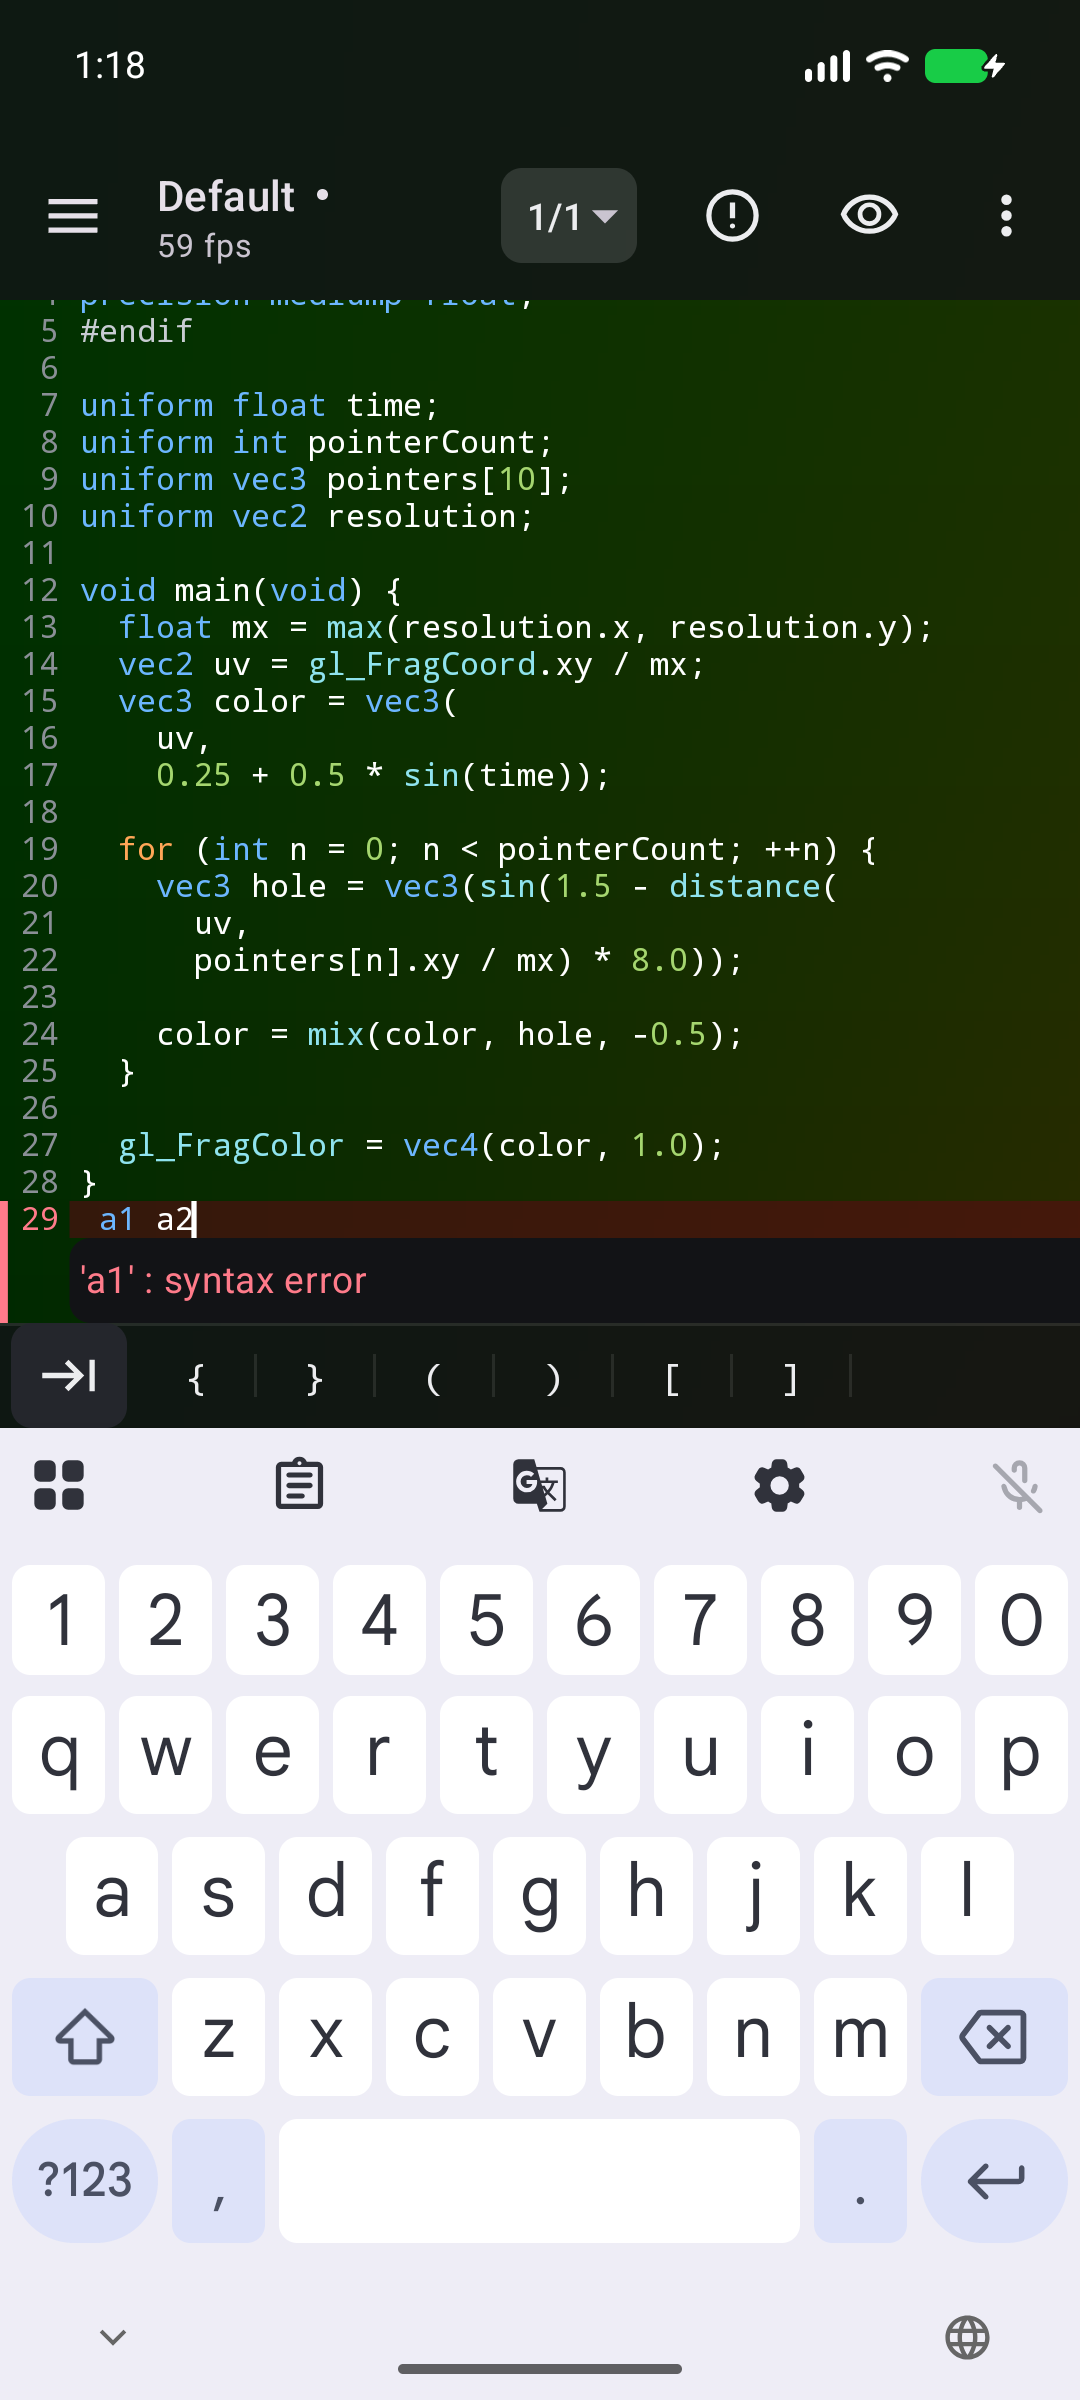 1:18
Default •
59 fps
1/1
4 precision mediump float;
5 #endif
6
7 uniform float time;
8 uniform int pointerCount;
9 uniform vec3 pointers[10];
10 uniform vec2 resolution;
11
12 void main(void) {
13   float mx = max(resolution.x, resolution.y);
14   vec2 uv = gl_FragCoord.xy / mx;
15   vec3 color = vec3(
16     uv,
17     0.25 + 0.5 * sin(time));
18
19   for (int n = 0; n < pointerCount; ++n) {
20     vec3 hole = vec3(sin(1.5 - distance(
21       uv,
22       pointers[n].xy / mx) * 8.0));
23
24     color = mix(color, hole, -0.5);
25   }
26
27   gl_FragColor = vec4(color, 1.0);
28 }
29  a1 a2
'a1' : syntax error
{ } ( ) [ ]
1 2 3 4 5 6 7 8 9 0
q w e r t y u i o p
a s d f g h j k l
z x c v b n m
?123 , .